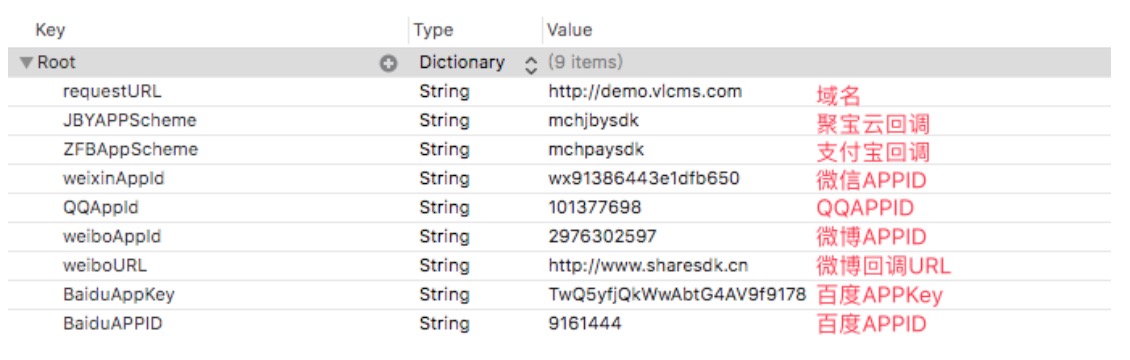 Key Type Value
Root Dictionary (9 items)
requestURL String http://demo.vlcms.com 域名
JBYAPPScheme String mchjbysdk 聚宝云回调
ZFBAppScheme String mchpaysdk 支付宝回调
weixinAppId String wx91386443e1dfb650 微信APPID
QQAppId String 101377698 QQAPPID
weiboAppId String 2976302597 微博APPID
weiboURL String http://www.sharesdk.cn 微博回调URL
BaiduAppKey String TwQ5yfjQkWwAbtG4AV9f9178 百度APPKey
BaiduAPPID String 9161444 百度APPID